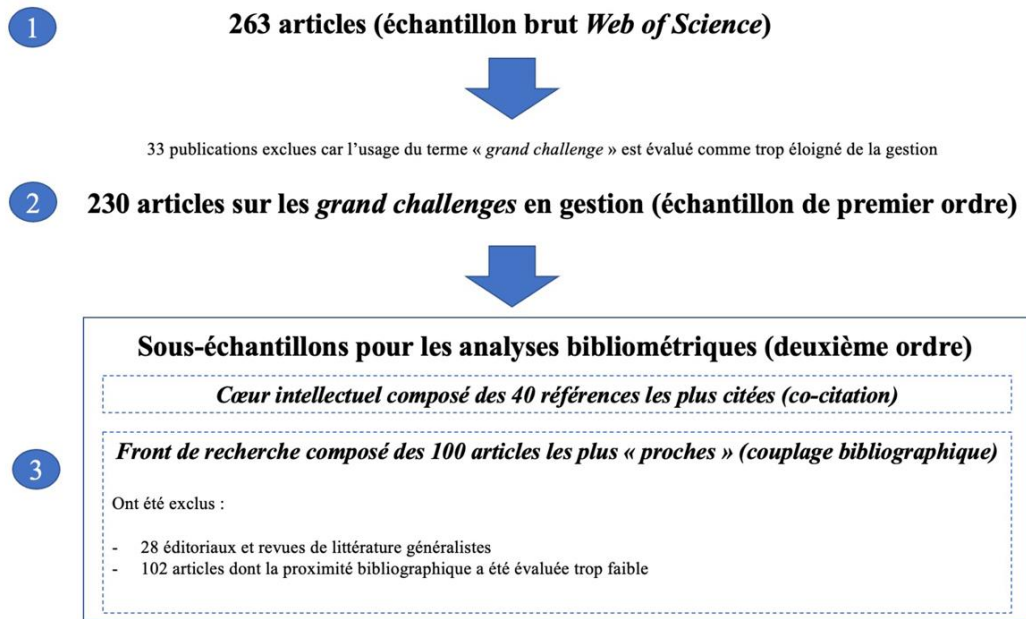 1
263 articles (échantillon brut Web of Science)
33 publications exclues car l’usage du terme « grand challenge » est évalué comme trop éloigné de la gestion
2
230 articles sur les grand challenges en gestion (échantillon de premier ordre)
Sous-échantillons pour les analyses bibliométriques (deuxième ordre)
Cœur intellectuel composé des 40 références les plus citées (co-citation)
3
Front de recherche composé des 100 articles les plus « proches » (couplage bibliographique)
Ont été exclus :
- 28 éditoriaux et revues de littérature généralistes
- 102 articles dont la proximité bibliographique a été évaluée trop faible